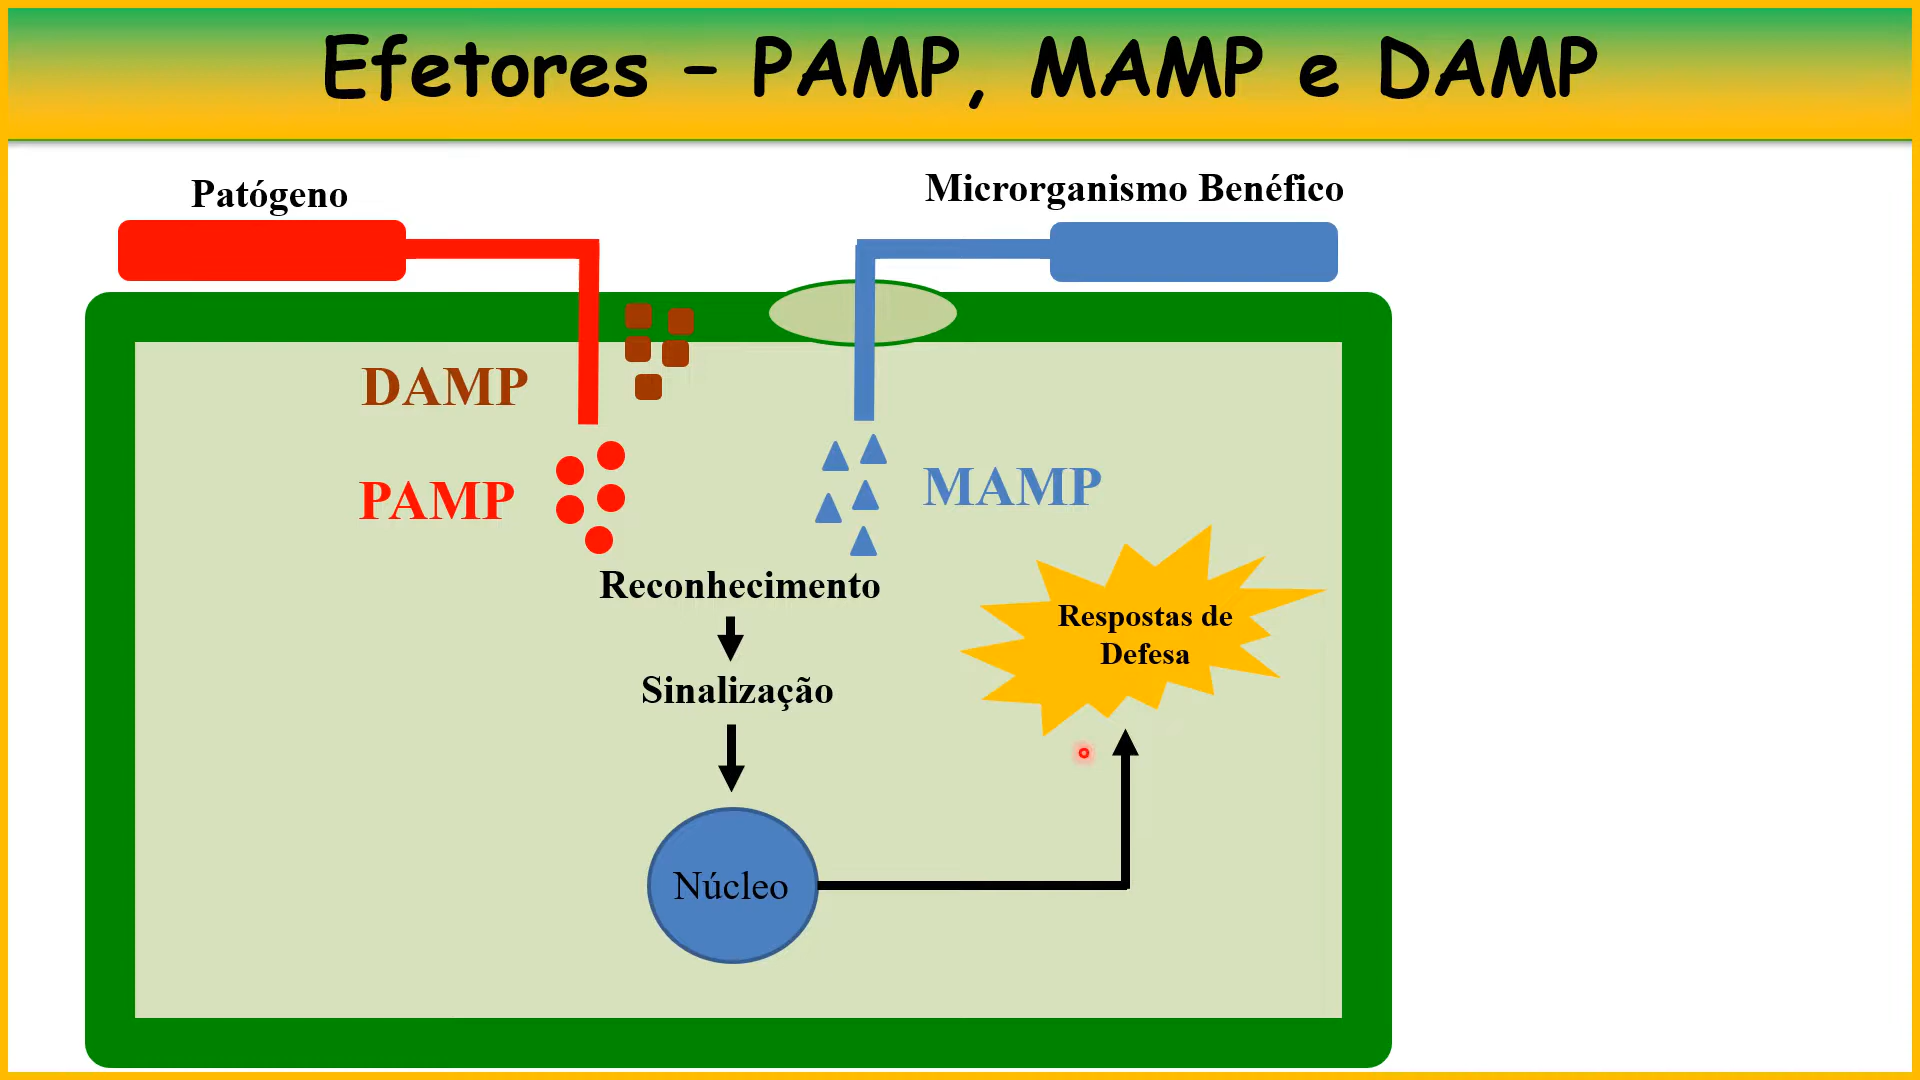 Efetores – PAMP, MAMP e DAMP
Patógeno
Microrganismo Benéfico
DAMP
PAMP
MAMP
Reconhecimento
Respostas de
Defesa
Sinalização
Núcleo